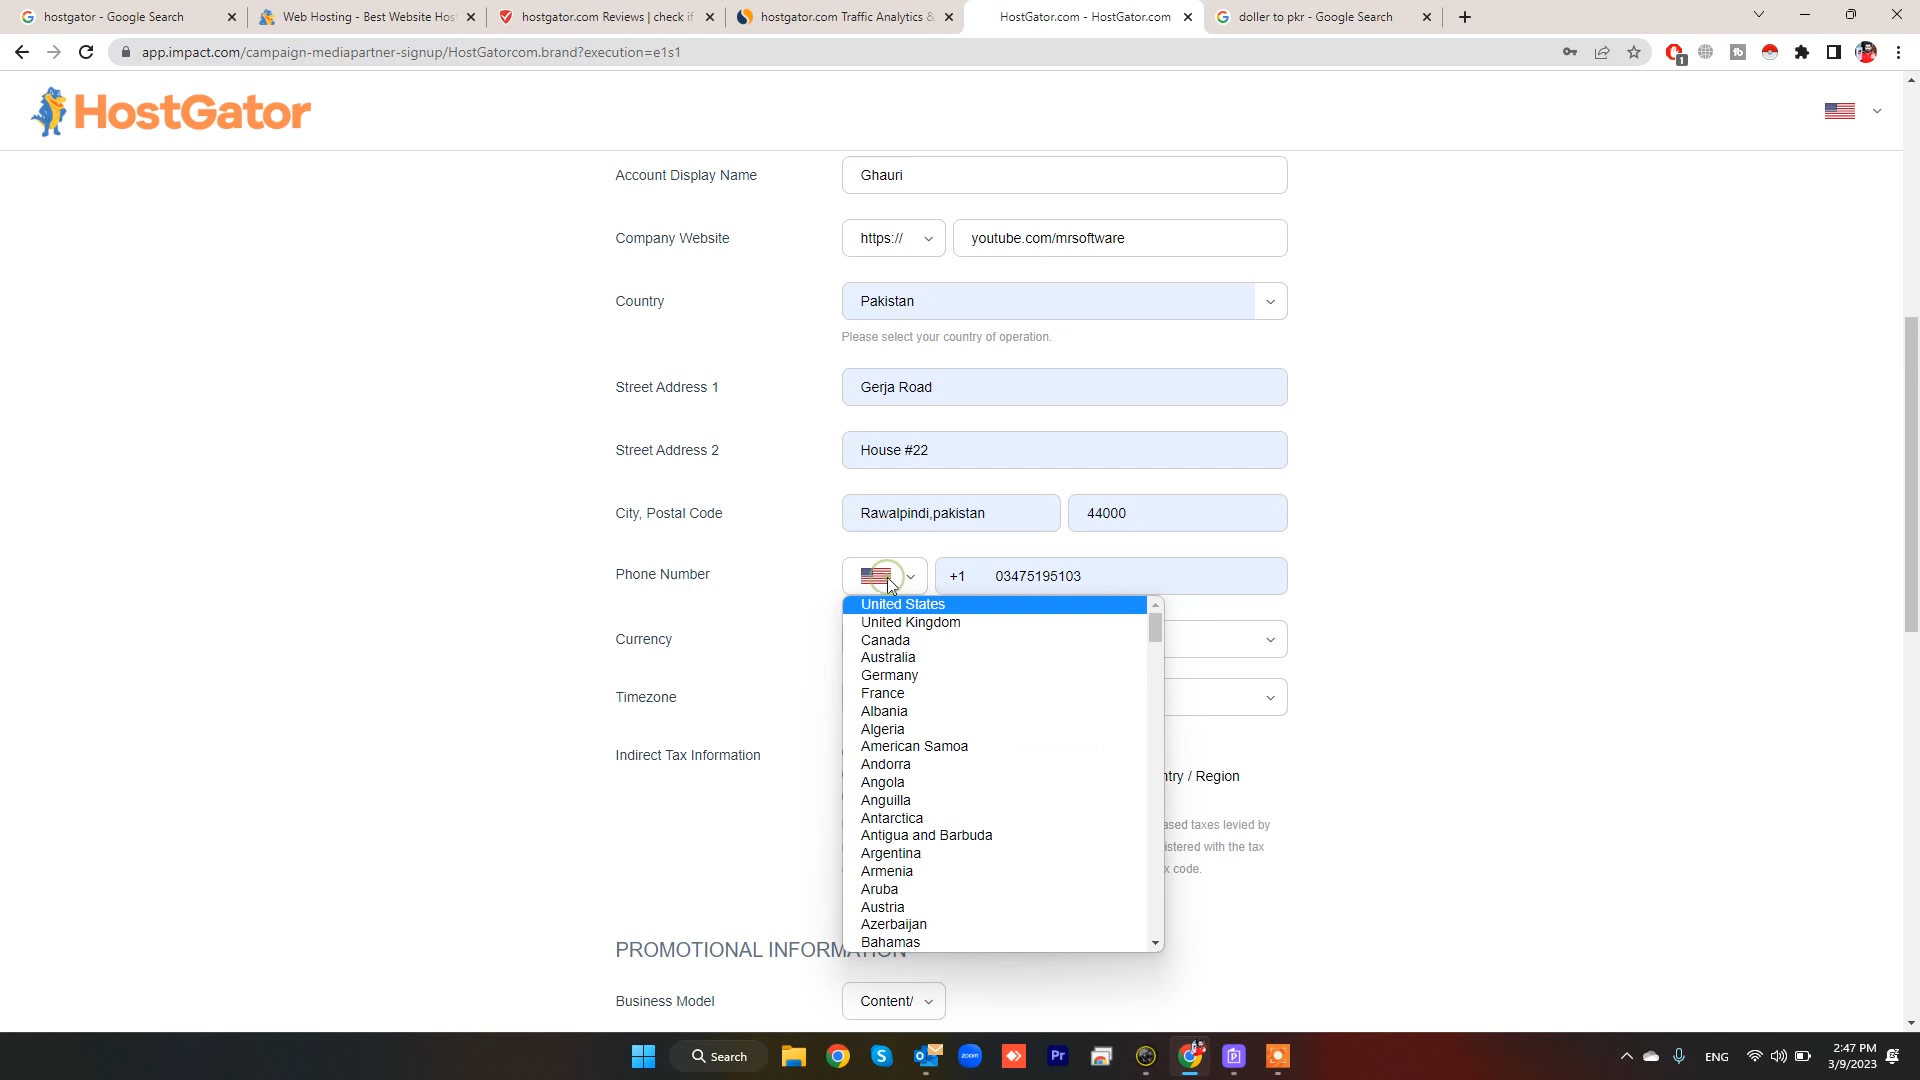 hostgator - Google Search
Web Hosting - Best Website Hos
hostgator.com Reviews | check if
hostgator.com Traffic Analytics &
HostGator.com - HostGator.com
doller to pkr - Google Search
app.impact.com/campaign-mediapartner-signup/HostGatorcom.brand?execution=e1s1
1
HostGator
Account Display Name
Ghauri
Company Website
https://
youtube.com/mrsoftware
Country
Pakistan
Please select your country of operation.
Street Address 1
Gerja Road
Street Address 2
House #22
City, Postal Code
Rawalpindi,pakistan
44000
Phone Number
+1
03475195103
United States
United Kingdom
Canada
Australia
Germany
France
Albania
Algeria
American Samoa
Andorra
Angola
Anguilla
Antarctica
Antigua and Barbuda
Argentina
Armenia
Aruba
Austria
Azerbaijan
Bahamas
Currency
Timezone
Indirect Tax Information
ntry / Region
ased taxes levied by
istered with the tax
x code.
PROMOTIONAL INFORMATION
Business Model
Content/
Search
zoom
Pr
ENG
2:47 PM
3/9/2023